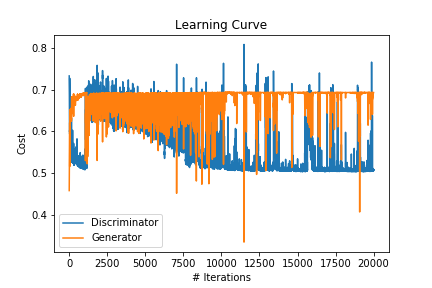 Learning Curve
0.8
0.7
0.6
0.5
0.4
Cost
Discriminator
Generator
0 2500 5000 7500 10000 12500 15000 17500 20000
# Iterations